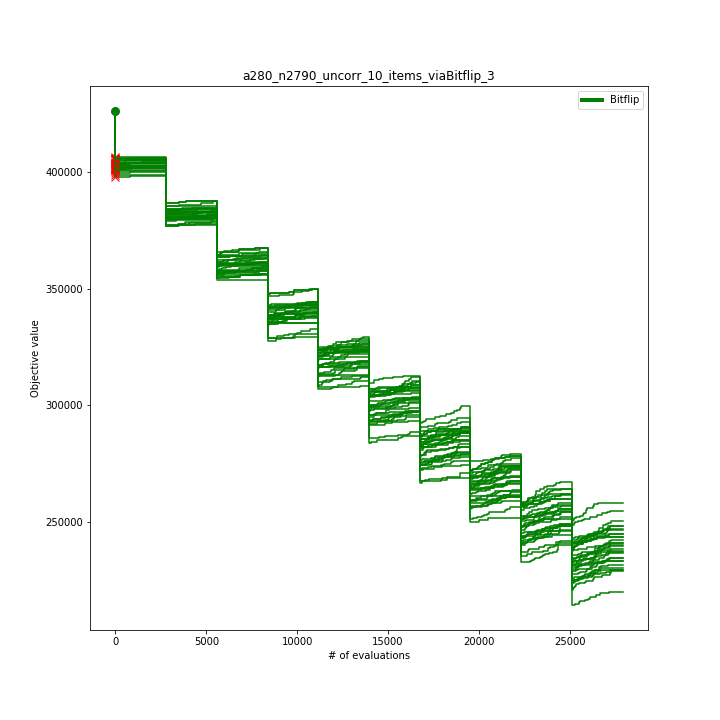 a280_n2790_uncorr_10_items_viaBitflip_3
Bitflip
400000
350000
300000
250000
Objective value
0 5000 10000 15000 20000 25000
# of evaluations